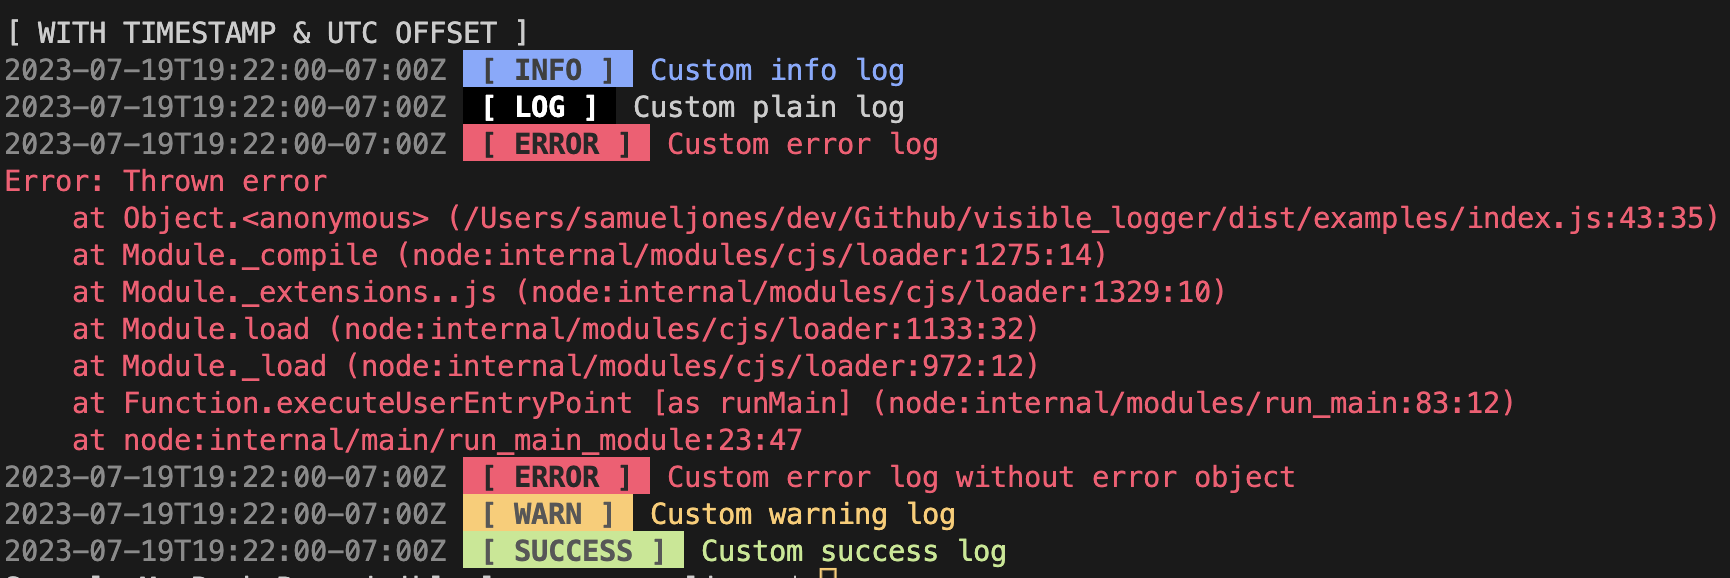 [ WITH TIMESTAMP & UTC OFFSET ]
2023-07-19T19:22:00-07:00Z [ INFO ] Custom info log
2023-07-19T19:22:00-07:00Z [ LOG ] Custom plain log
2023-07-19T19:22:00-07:00Z [ ERROR ] Custom error log
Error: Thrown error
    at Object.<anonymous> (/Users/samueljones/dev/Github/visible_logger/dist/examples/index.js:43:35)
    at Module._compile (node:internal/modules/cjs/loader:1275:14)
    at Module._extensions..js (node:internal/modules/cjs/loader:1329:10)
    at Module.load (node:internal/modules/cjs/loader:1133:32)
    at Module._load (node:internal/modules/cjs/loader:972:12)
    at Function.executeUserEntryPoint [as runMain] (node:internal/modules/run_main:83:12)
    at node:internal/main/run_main_module:23:47
2023-07-19T19:22:00-07:00Z [ ERROR ] Custom error log without error object
2023-07-19T19:22:00-07:00Z [ WARN ] Custom warning log
2023-07-19T19:22:00-07:00Z [ SUCCESS ] Custom success log